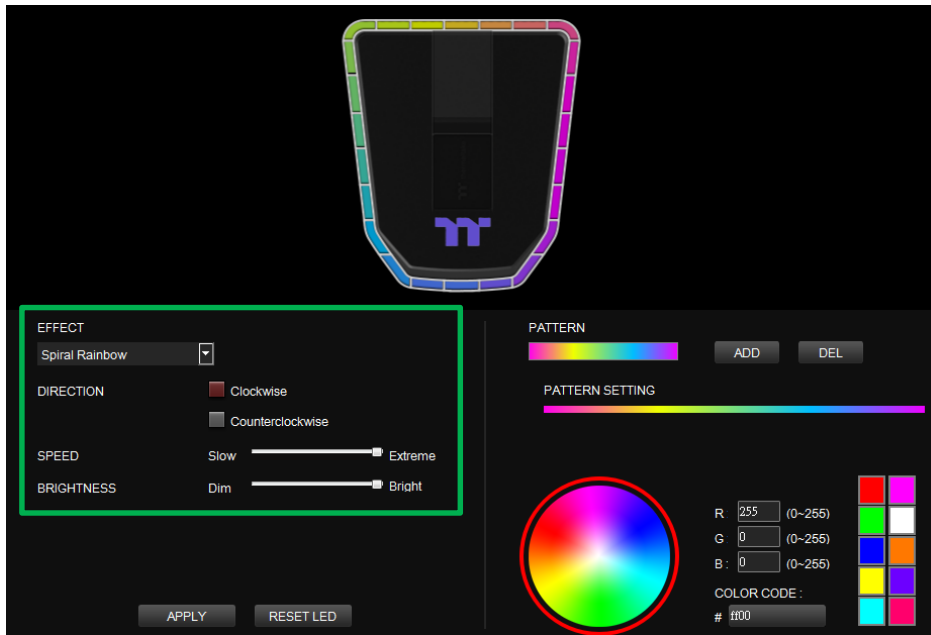 EFFECT
Spiral Rainbow
DIRECTION
Clockwise
Counterclockwise
SPEED
Slow
Extreme
BRIGHTNESS
Dim
Bright
APPLY
RESET LED
PATTERN
ADD
DEL
PATTERN SETTING
R 255 (0~255)
G 0 (0~255)
B: 0 (0~255)
COLOR CODE :
# ff00